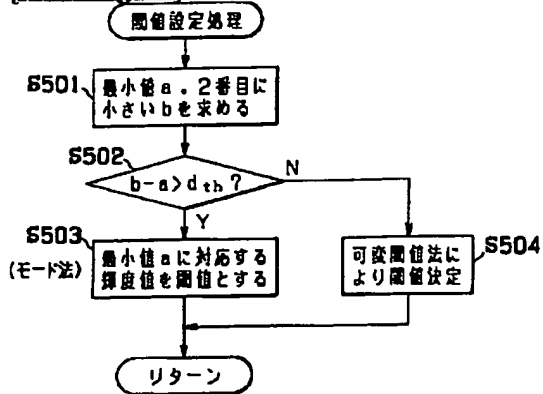 閾値設定処理
S501
最小値a。2番目に
小さいbを求める
S502
b-a>dth?
N
Y
S503
(モード法)
最小値aに対応する
輝度値を閾値とする
可変閾値法に
より閾値決定
S504
リターン